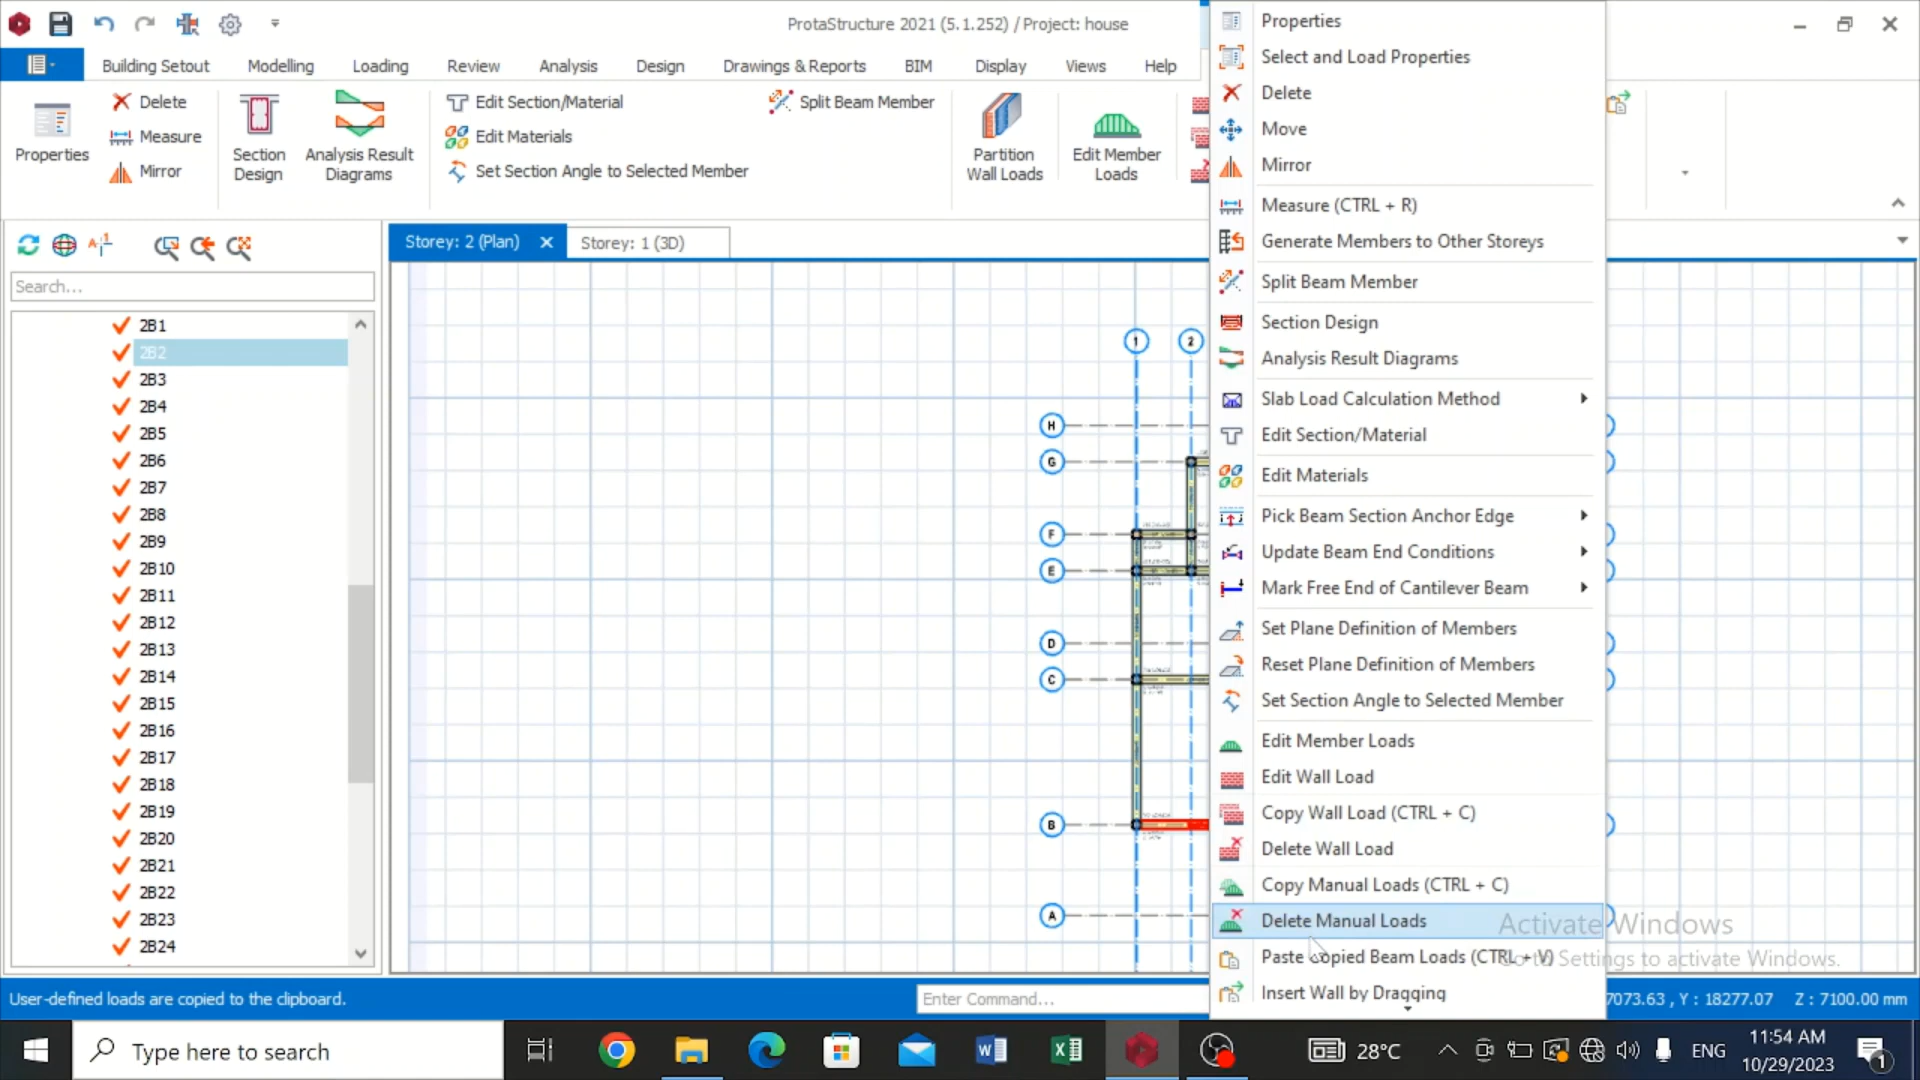 ProtaStructure 2021 (5.1.252) / Project: house
Building Setout
Modelling
Loading
Review
Analysis
Design
Drawings & Reports
BIM
Display
Views
Help
Properties
Delete
Measure
Mirror
Section
Design
Analysis Result
Diagrams
Edit Section/Material
Edit Materials
Set Section Angle to Selected Member
Split Beam Member
Partition
Wall Loads
Edit Member
Loads
Storey: 2 (Plan)
Storey: 1 (3D)
Search...
2B1
2B2
2B3
2B4
2B5
2B6
2B7
2B8
2B9
2B10
2B11
2B12
2B13
2B14
2B15
2B16
2B17
2B18
2B19
2B20
2B21
2B22
2B23
2B24
1
2
H
G
F
E
D
C
B
A
Properties
Select and Load Properties
Delete
Move
Mirror
Measure (CTRL + R)
Generate Members to Other Storeys
Split Beam Member
Section Design
Analysis Result Diagrams
Slab Load Calculation Method
Edit Section/Material
Edit Materials
Pick Beam Section Anchor Edge
Update Beam End Conditions
Mark Free End of Cantilever Beam
Set Plane Definition of Members
Reset Plane Definition of Members
Set Section Angle to Selected Member
Edit Member Loads
Edit Wall Load
Copy Wall Load (CTRL + C)
Delete Wall Load
Copy Manual Loads (CTRL + C)
Delete Manual Loads
Paste Copied Beam Loads (CTRL + V)
Insert Wall by Dragging
Activate Windows
Go to Settings to activate Windows.
User-defined loads are copied to the clipboard.
Enter Command...
7073.63 , Y : 18277.07 Z : 7100.00 mm
Type here to search
28°C
ENG
11:54 AM
10/29/2023
1